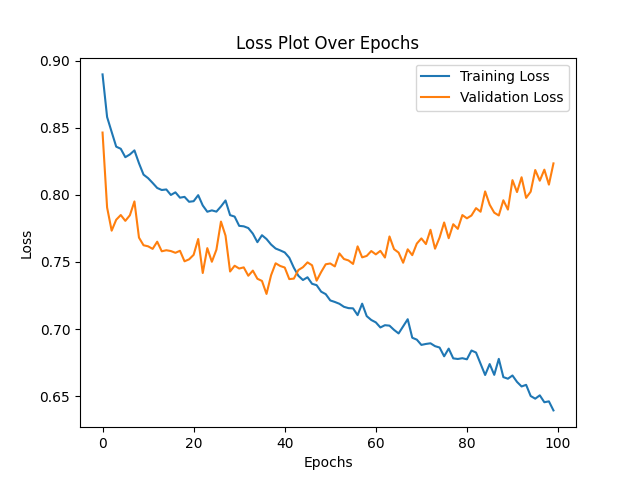 Loss Plot Over Epochs
Training Loss
Validation Loss
0.90
0.85
0.80
0.75
0.70
0.65
Loss
0 20 40 60 80 100
Epochs